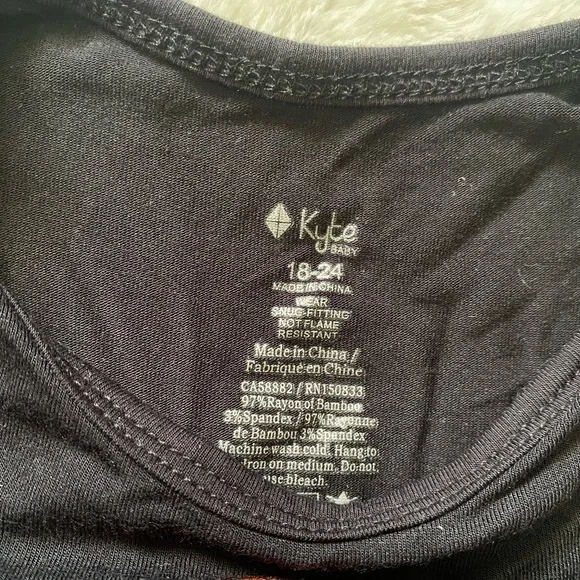 Kyte
BABY
18-24
MADE IN CHINA
WEAR
SNUG-FITTING
NOT FLAME
RESISTANT
Made in China /
Fabriqué en Chine
CA58882 / RN150833
97%Rayon of Bamboo
3%Spandex / 97%Rayonne
de Bambou 3%Spandex
Machine wash cold. Hang to
iron on medium. Do not
use bleach.